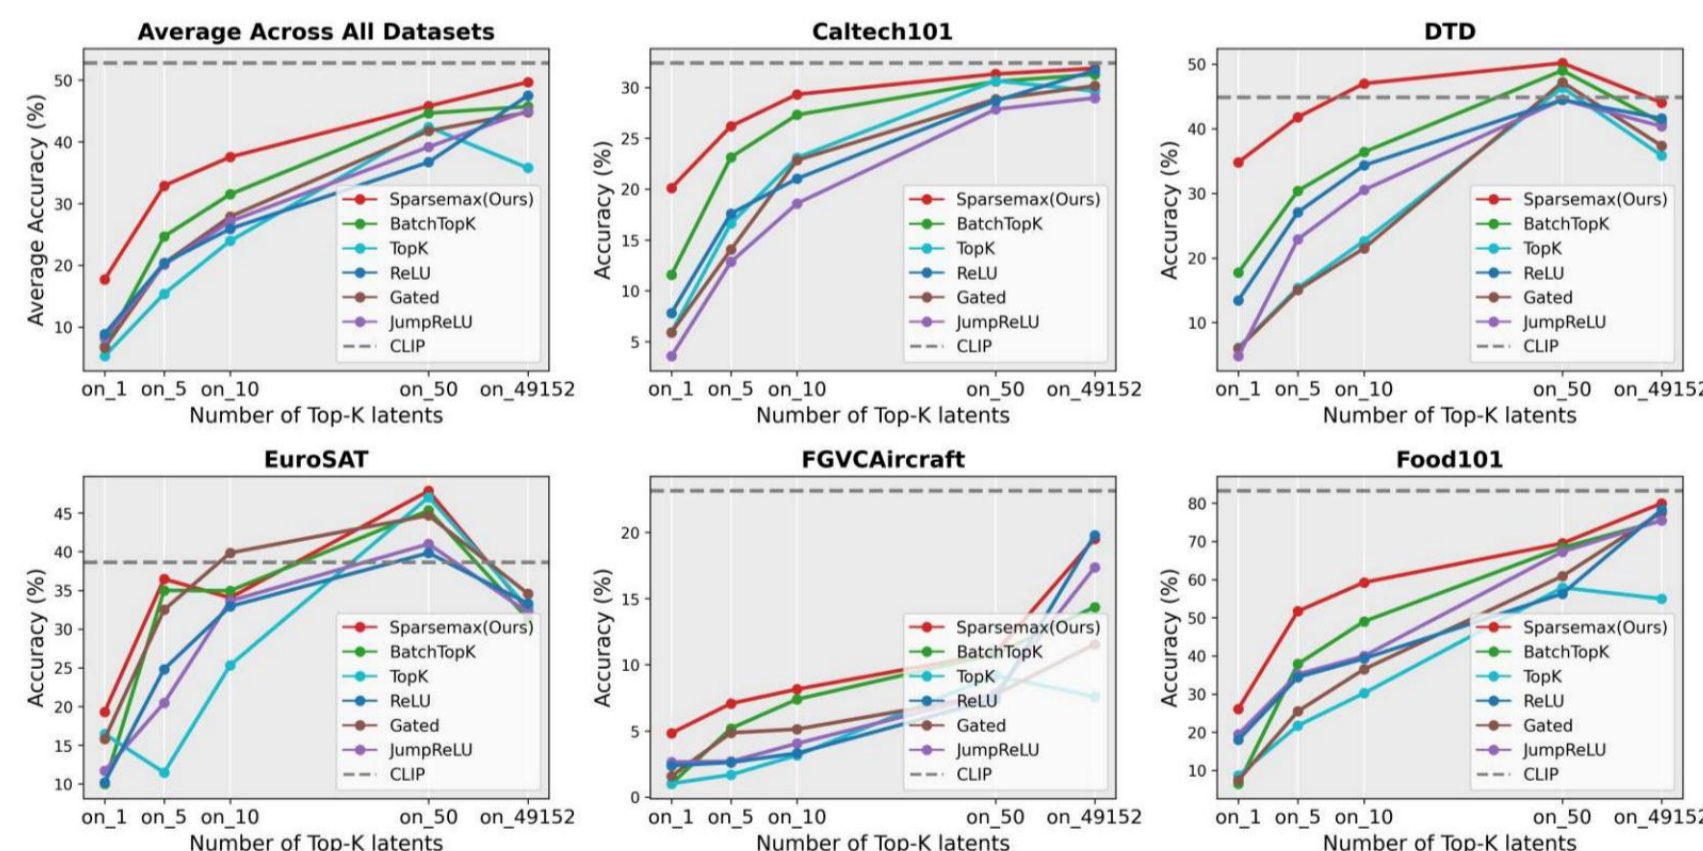 Average Across All Datasets
Average Accuracy (%)
50
40
30
20
10
Sparsemax(Ours)
BatchTopK
TopK
ReLU
Gated
JumpReLU
CLIP
on_1 on_5 on_10 on_50 on_49152
Number of Top-K latents
Caltech101
Accuracy (%)
30
25
20
15
10
5
Sparsemax(Ours)
BatchTopK
TopK
ReLU
Gated
JumpReLU
CLIP
on_1 on_5 on_10 on_50 on_49152
Number of Top-K latents
DTD
Accuracy (%)
50
40
30
20
10
Sparsemax(Ours)
BatchTopK
TopK
ReLU
Gated
JumpReLU
CLIP
on_1 on_5 on_10 on_50 on_49152
Number of Top-K latents
EuroSAT
Accuracy (%)
45
40
35
30
25
20
15
10
Sparsemax(Ours)
BatchTopK
TopK
ReLU
Gated
JumpReLU
CLIP
on_1 on_5 on_10 on_50 on_49152
Number of Top-K latents
FGVCAircraft
Accuracy (%)
20
15
10
5
0
Sparsemax(Ours)
BatchTopK
TopK
ReLU
Gated
JumpReLU
CLIP
on_1 on_5 on_10 on_50 on_49152
Number of Top-K latents
Food101
Accuracy (%)
80
70
60
50
40
30
20
10
Sparsemax(Ours)
BatchTopK
TopK
ReLU
Gated
JumpReLU
CLIP
on_1 on_5 on_10 on_50 on_49152
Number of Top-K latents